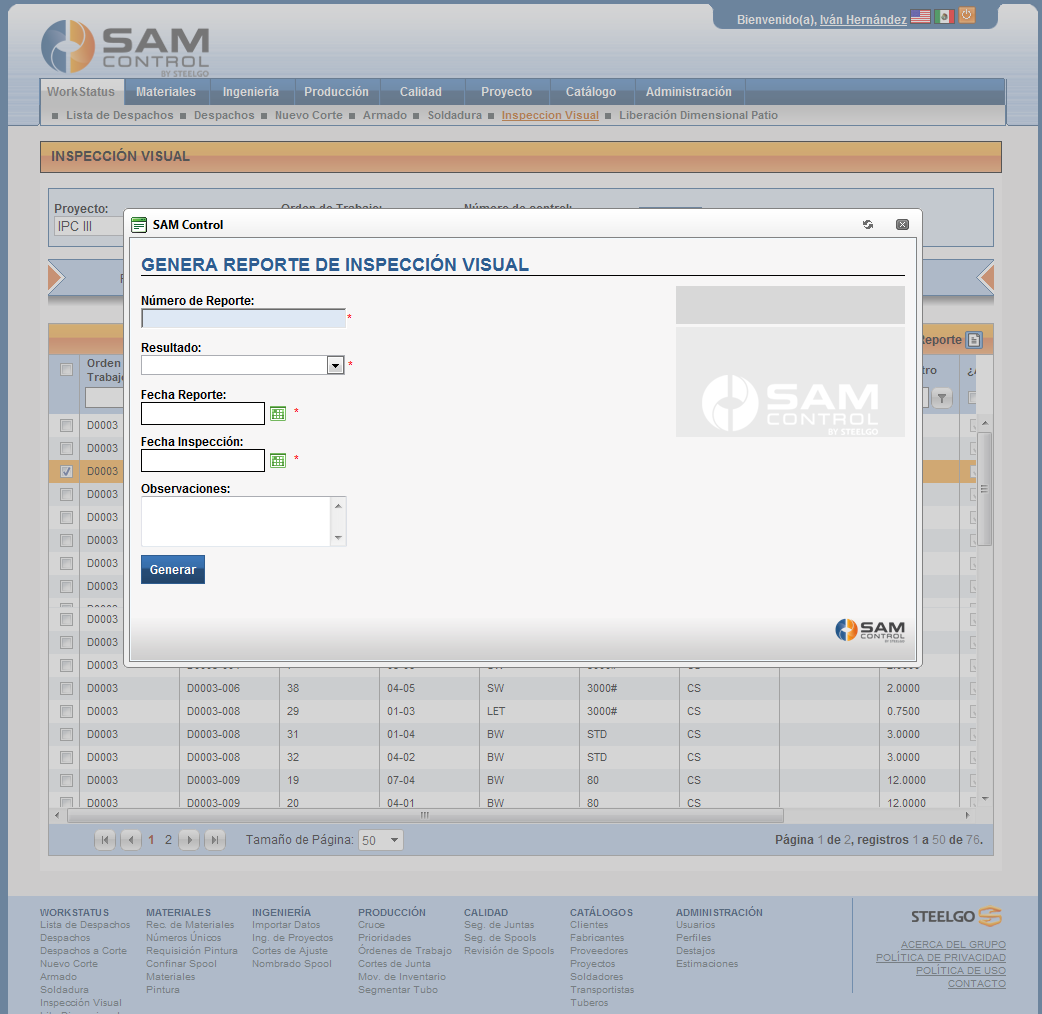 Bienvenido(a), Iván Hernández
SAM
CONTROL
BY STEELGO
WorkStatus Materiales Ingeniería Producción Calidad Proyecto Catálogo Administración
Lista de Despachos Despachos Nuevo Corte Armado Soldadura Inspeccion Visual Liberación Dimensional Patio
INSPECCIÓN VISUAL
Proyecto: Orden de Trabajo: Número de control:
IPC III
SAM Control
GENERA REPORTE DE INSPECCIÓN VISUAL
Número de Reporte:
*
Resultado:
*
Fecha Reporte:
*
Fecha Inspección:
*
Observaciones:
Generar
SAM
CONTROL
BY STEELGO
SAM
CONTROL
BY STEELGO
Orden
Trabajo
D0003
D0003
D0003
D0003
D0003
D0003
D0003
D0003
D0003
D0003
D0003
D0003
D0003 D0003-006 38 04-05 SW 3000# CS 2.0000
D0003 D0003-008 29 01-03 LET 3000# CS 0.7500
D0003 D0003-008 31 01-04 BW STD CS 3.0000
D0003 D0003-008 32 04-02 BW STD CS 3.0000
D0003 D0003-009 19 07-04 BW 80 CS 12.0000
D0003 D0003-009 20 04-01 BW 80 CS 12.0000
1 2 Tamaño de Página: 50 Página 1 de 2, registros 1 a 50 de 76.
WORKSTATUS
Lista de Despachos
Despachos
Despachos a Corte
Nuevo Corte
Armado
Soldadura
Inspección Visual
MATERIALES
Rec. de Materiales
Números Únicos
Requisición Pintura
Confinar Spool
Materiales
Pintura
INGENIERÍA
Importar Datos
Ing. de Proyectos
Cortes de Ajuste
Nombrado Spool
PRODUCCIÓN
Cruce
Prioridades
Órdenes de Trabajo
Cortes de Junta
Mov. de Inventario
Segmentar Tubo
CALIDAD
Seg. de Juntas
Seg. de Spools
Revisión de Spools
CATÁLOGOS
Clientes
Fabricantes
Proveedores
Proyectos
Soldadores
Transportistas
Tuberos
ADMINISTRACIÓN
Usuarios
Perfiles
Destajos
Estimaciones
STEELGO
ACERCA DEL GRUPO
POLÍTICA DE PRIVACIDAD
POLÍTICA DE USO
CONTACTO